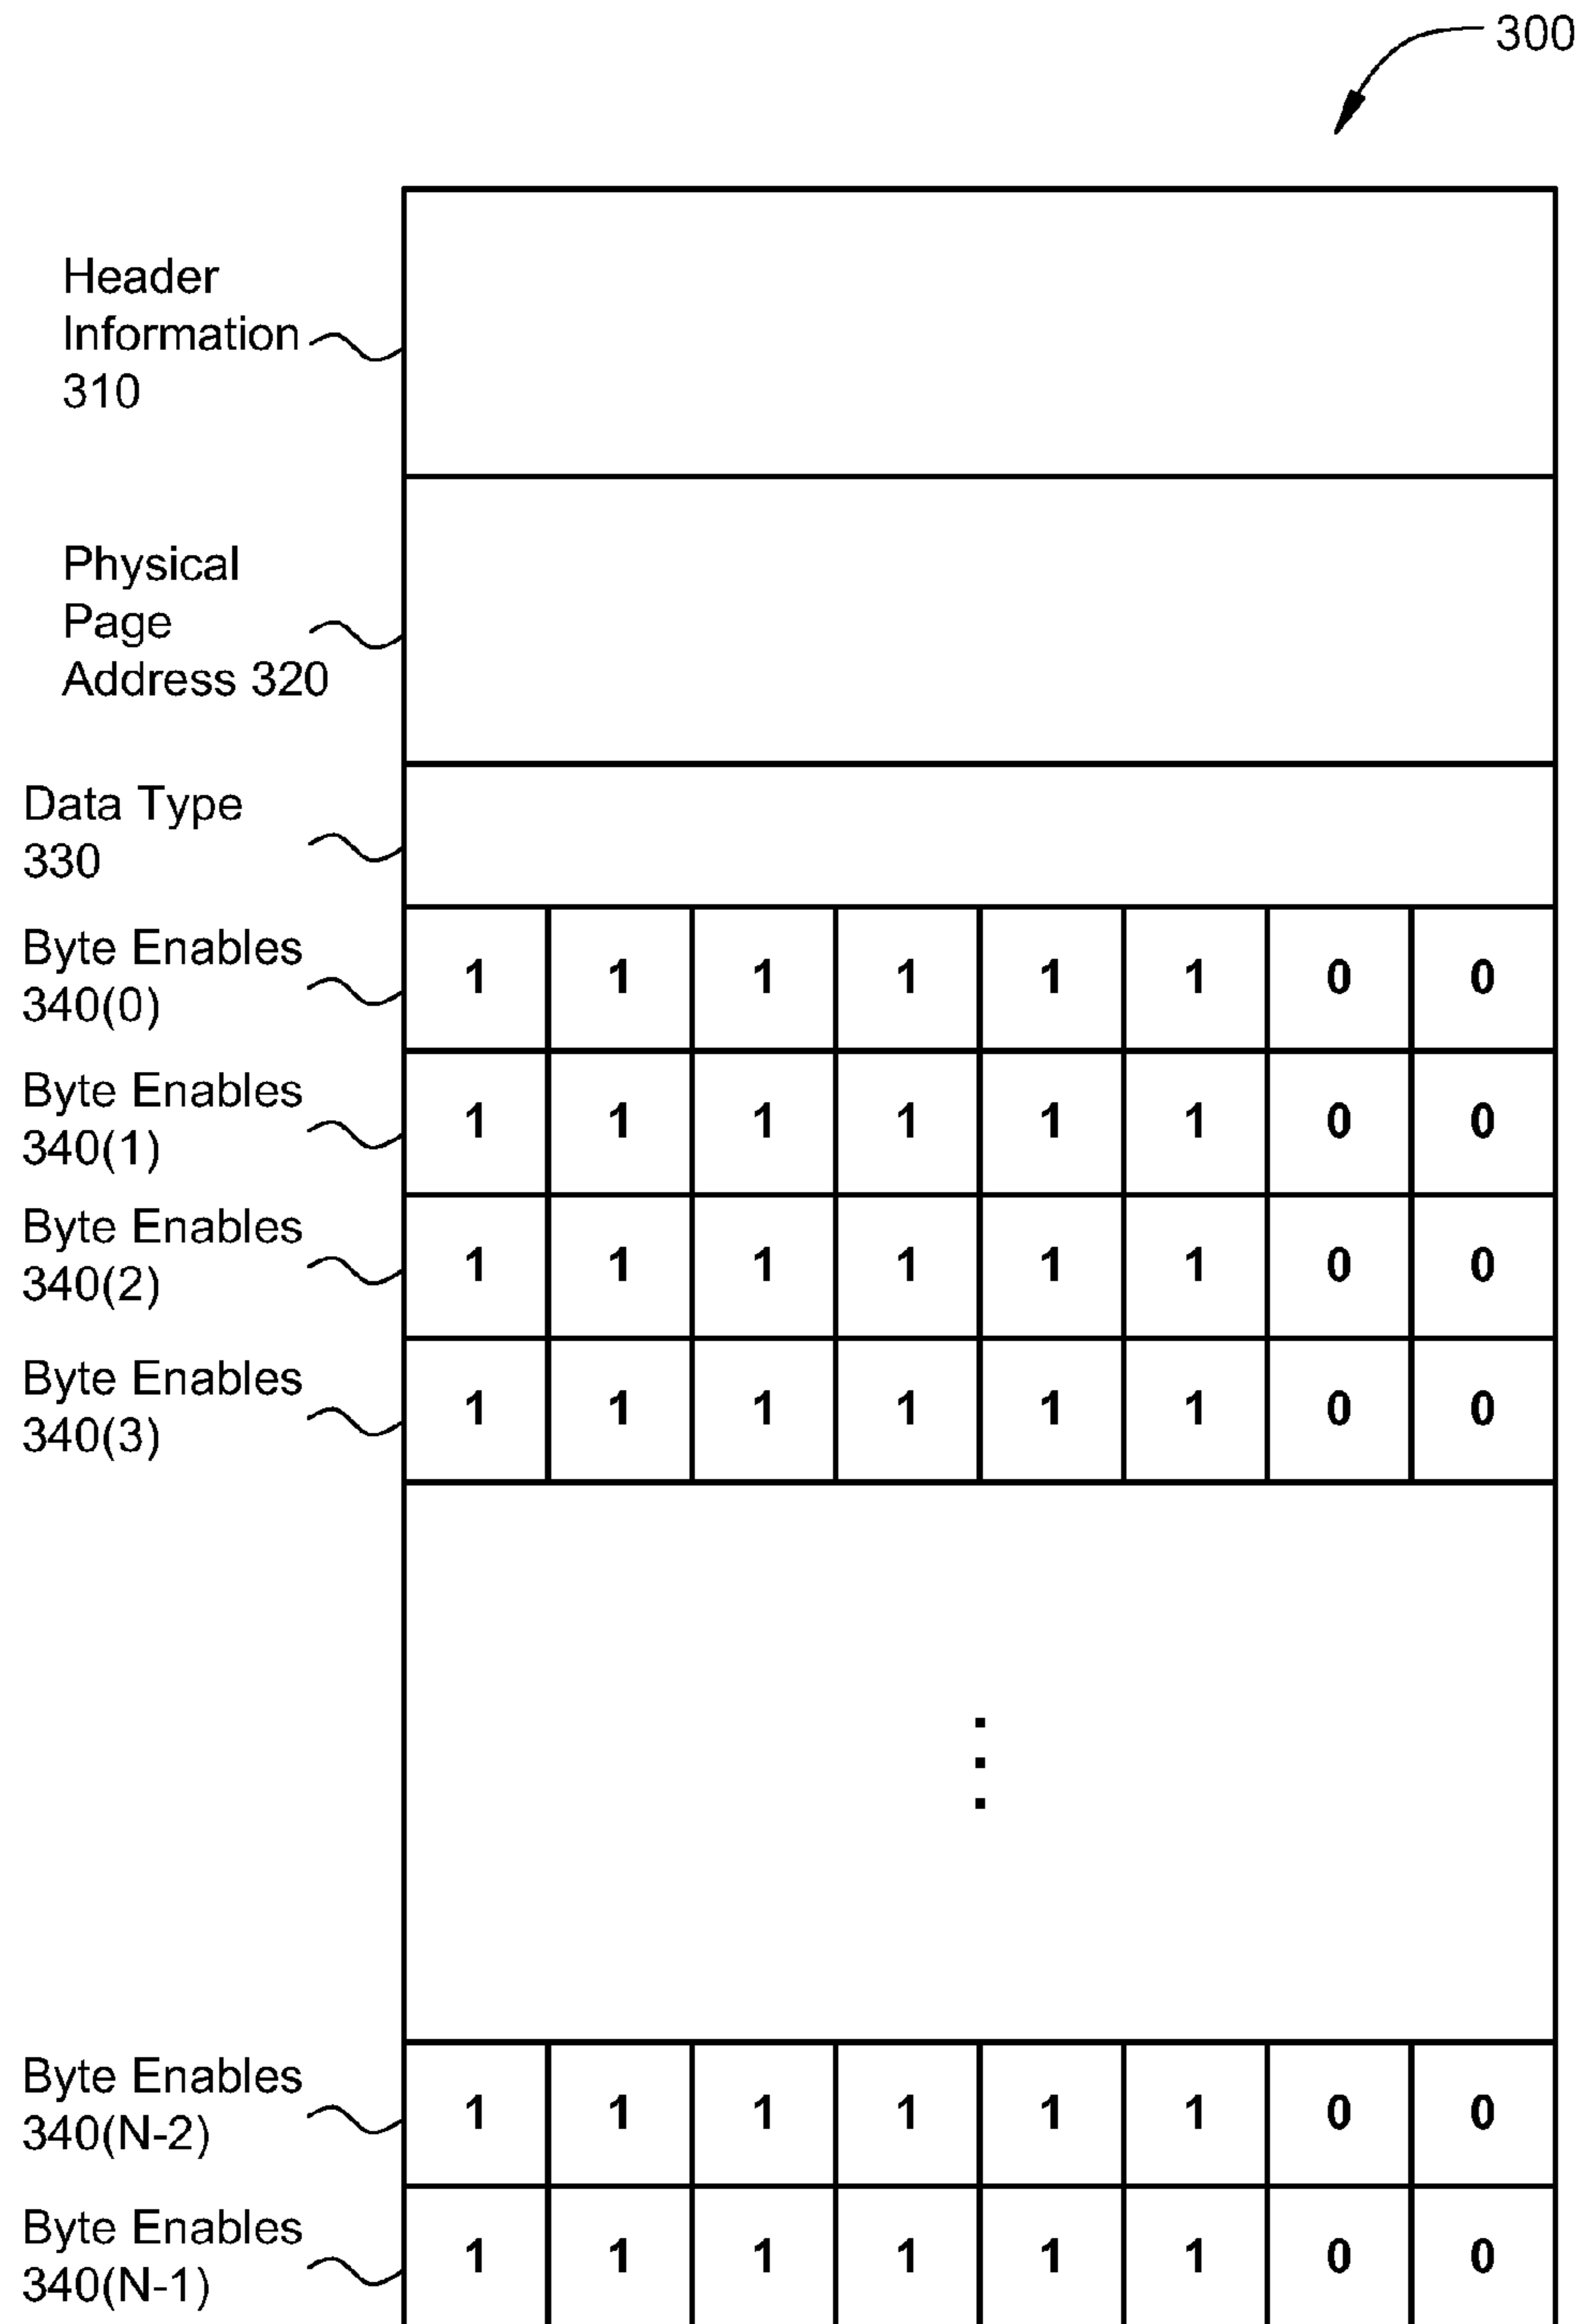 300
Header
Information
310
Physical
Page
Address 320
Data Type
330
Byte Enables
340(0)
1 1 1 1 1 1 0 0
Byte Enables
340(1)
1 1 1 1 1 1 0 0
Byte Enables
340(2)
1 1 1 1 1 1 0 0
Byte Enables
340(3)
1 1 1 1 1 1 0 0
Byte Enables
340(N-2)
1 1 1 1 1 1 0 0
Byte Enables
340(N-1)
1 1 1 1 1 1 0 0